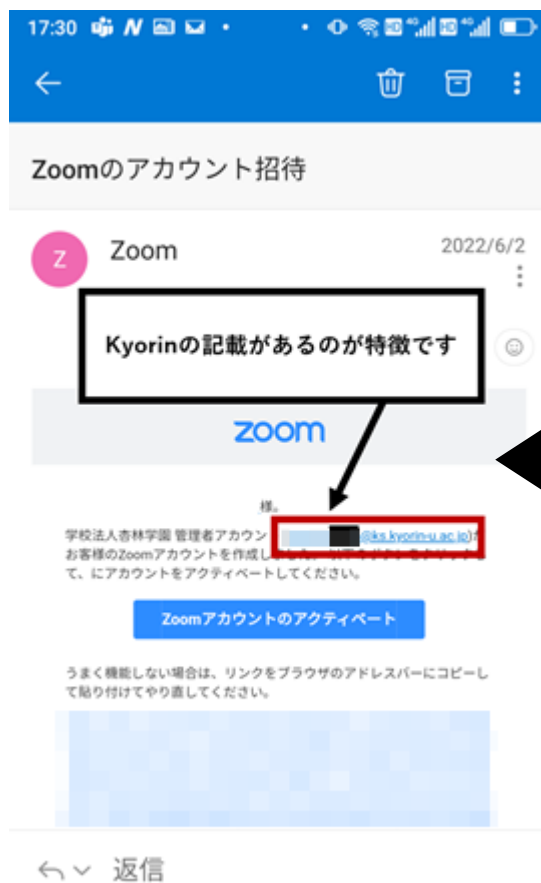 17:30
Zoomのアカウント招待
Z
Zoom
2022/6/2
Kyorinの記載があるのが特徴です
zoom
様。
学校法人杏林学園 管理者アカウン @ks.kyorin-u.ac.jp)が
お客様のZoomアカウントを作成し
て、にアカウントをアクティベートしてください。
Zoomアカウントのアクティベート
うまく機能しない場合は、リンクをブラウザのアドレスバーにコピーし
て貼り付けてやり直してください。
返信